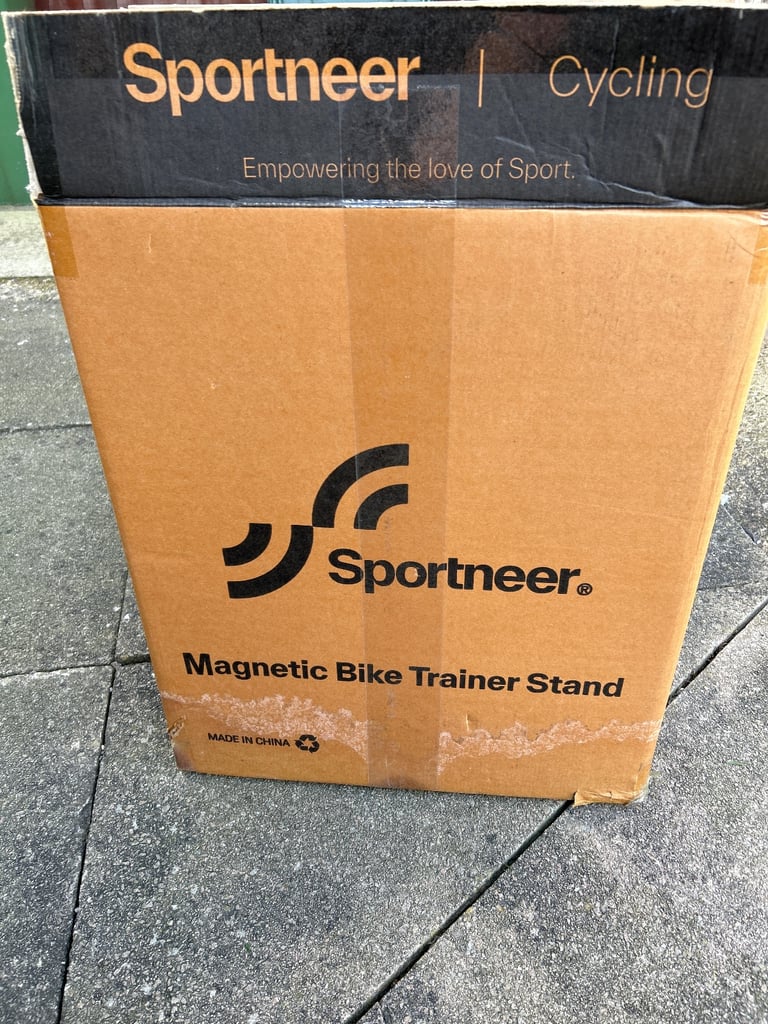 Sportneer | Cycling
Empowering the love of Sport.
Sportneer®
Magnetic Bike Trainer Stand
MADE IN CHINA